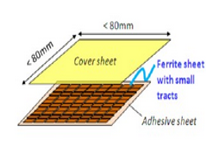 < 80mm
< 80mm
Cover sheet
Ferrite sheet
with small
tracts
Adhesive sheet